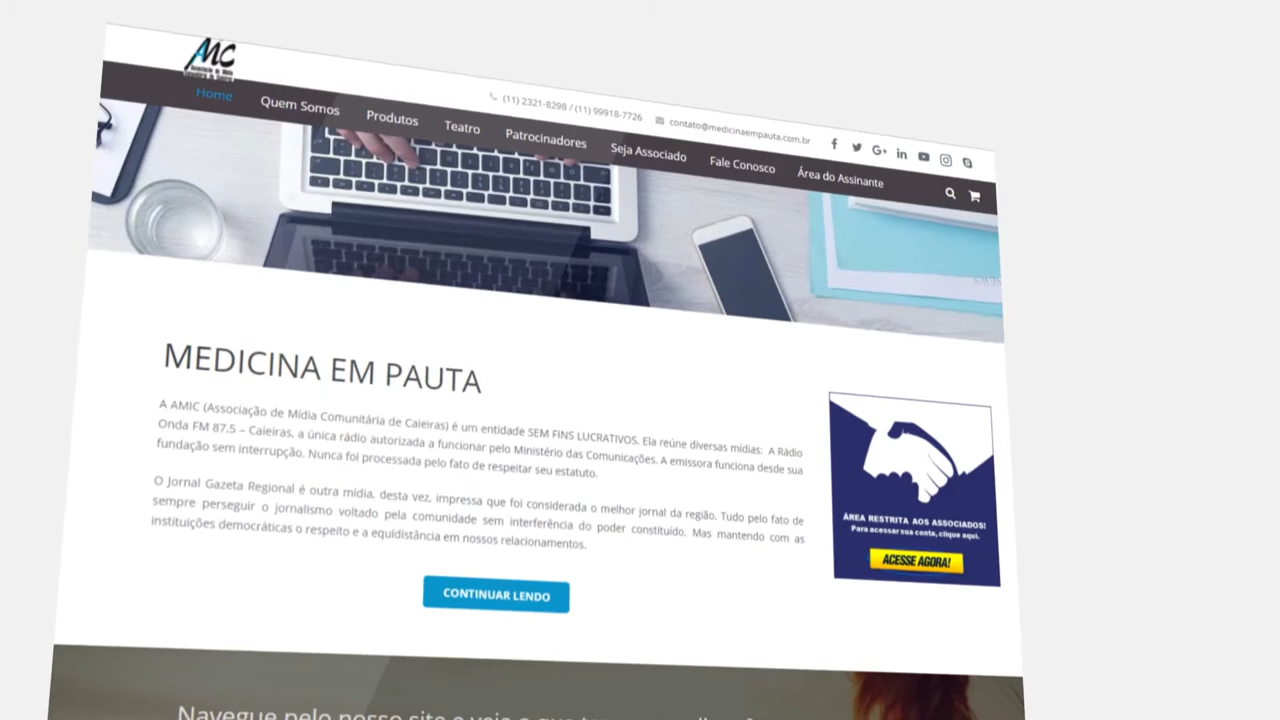 AMC
(11) 2321-8298 / (11) 99918-7726
contato@medicinaempauta.com.br
Home
Quem Somos
Produtos
Teatro
Patrocinadores
Seja Associado
Fale Conosco
Área do Assinante
MEDICINA EM PAUTA
A AMIC (Associação de Mídia Comunitária de Caieiras) é um entidade SEM FINS LUCRATIVOS. Ela reúne diversas mídias: A Rádio
Onda FM 87.5 – Caieiras, a única rádio autorizada a funcionar pelo Ministério das Comunicações. A emissora funciona desde sua
fundação sem interrupção. Nunca foi processada pelo fato de respeitar seu estatuto.
O Jornal Gazeta Regional é outra mídia, desta vez, impressa que foi considerada o melhor jornal da região. Tudo pelo fato de
sempre perseguir o jornalismo voltado pela comunidade sem interferência do poder constituído. Mas mantendo com as
instituições democráticas o respeito e a equidistância em nossos relacionamentos.
CONTINUAR LENDO
ÁREA RESTRITA AOS ASSOCIADOS!
Para acessar sua conta, clique aqui.
ACESSE AGORA!
Navegue pelo nosso site e veja o que